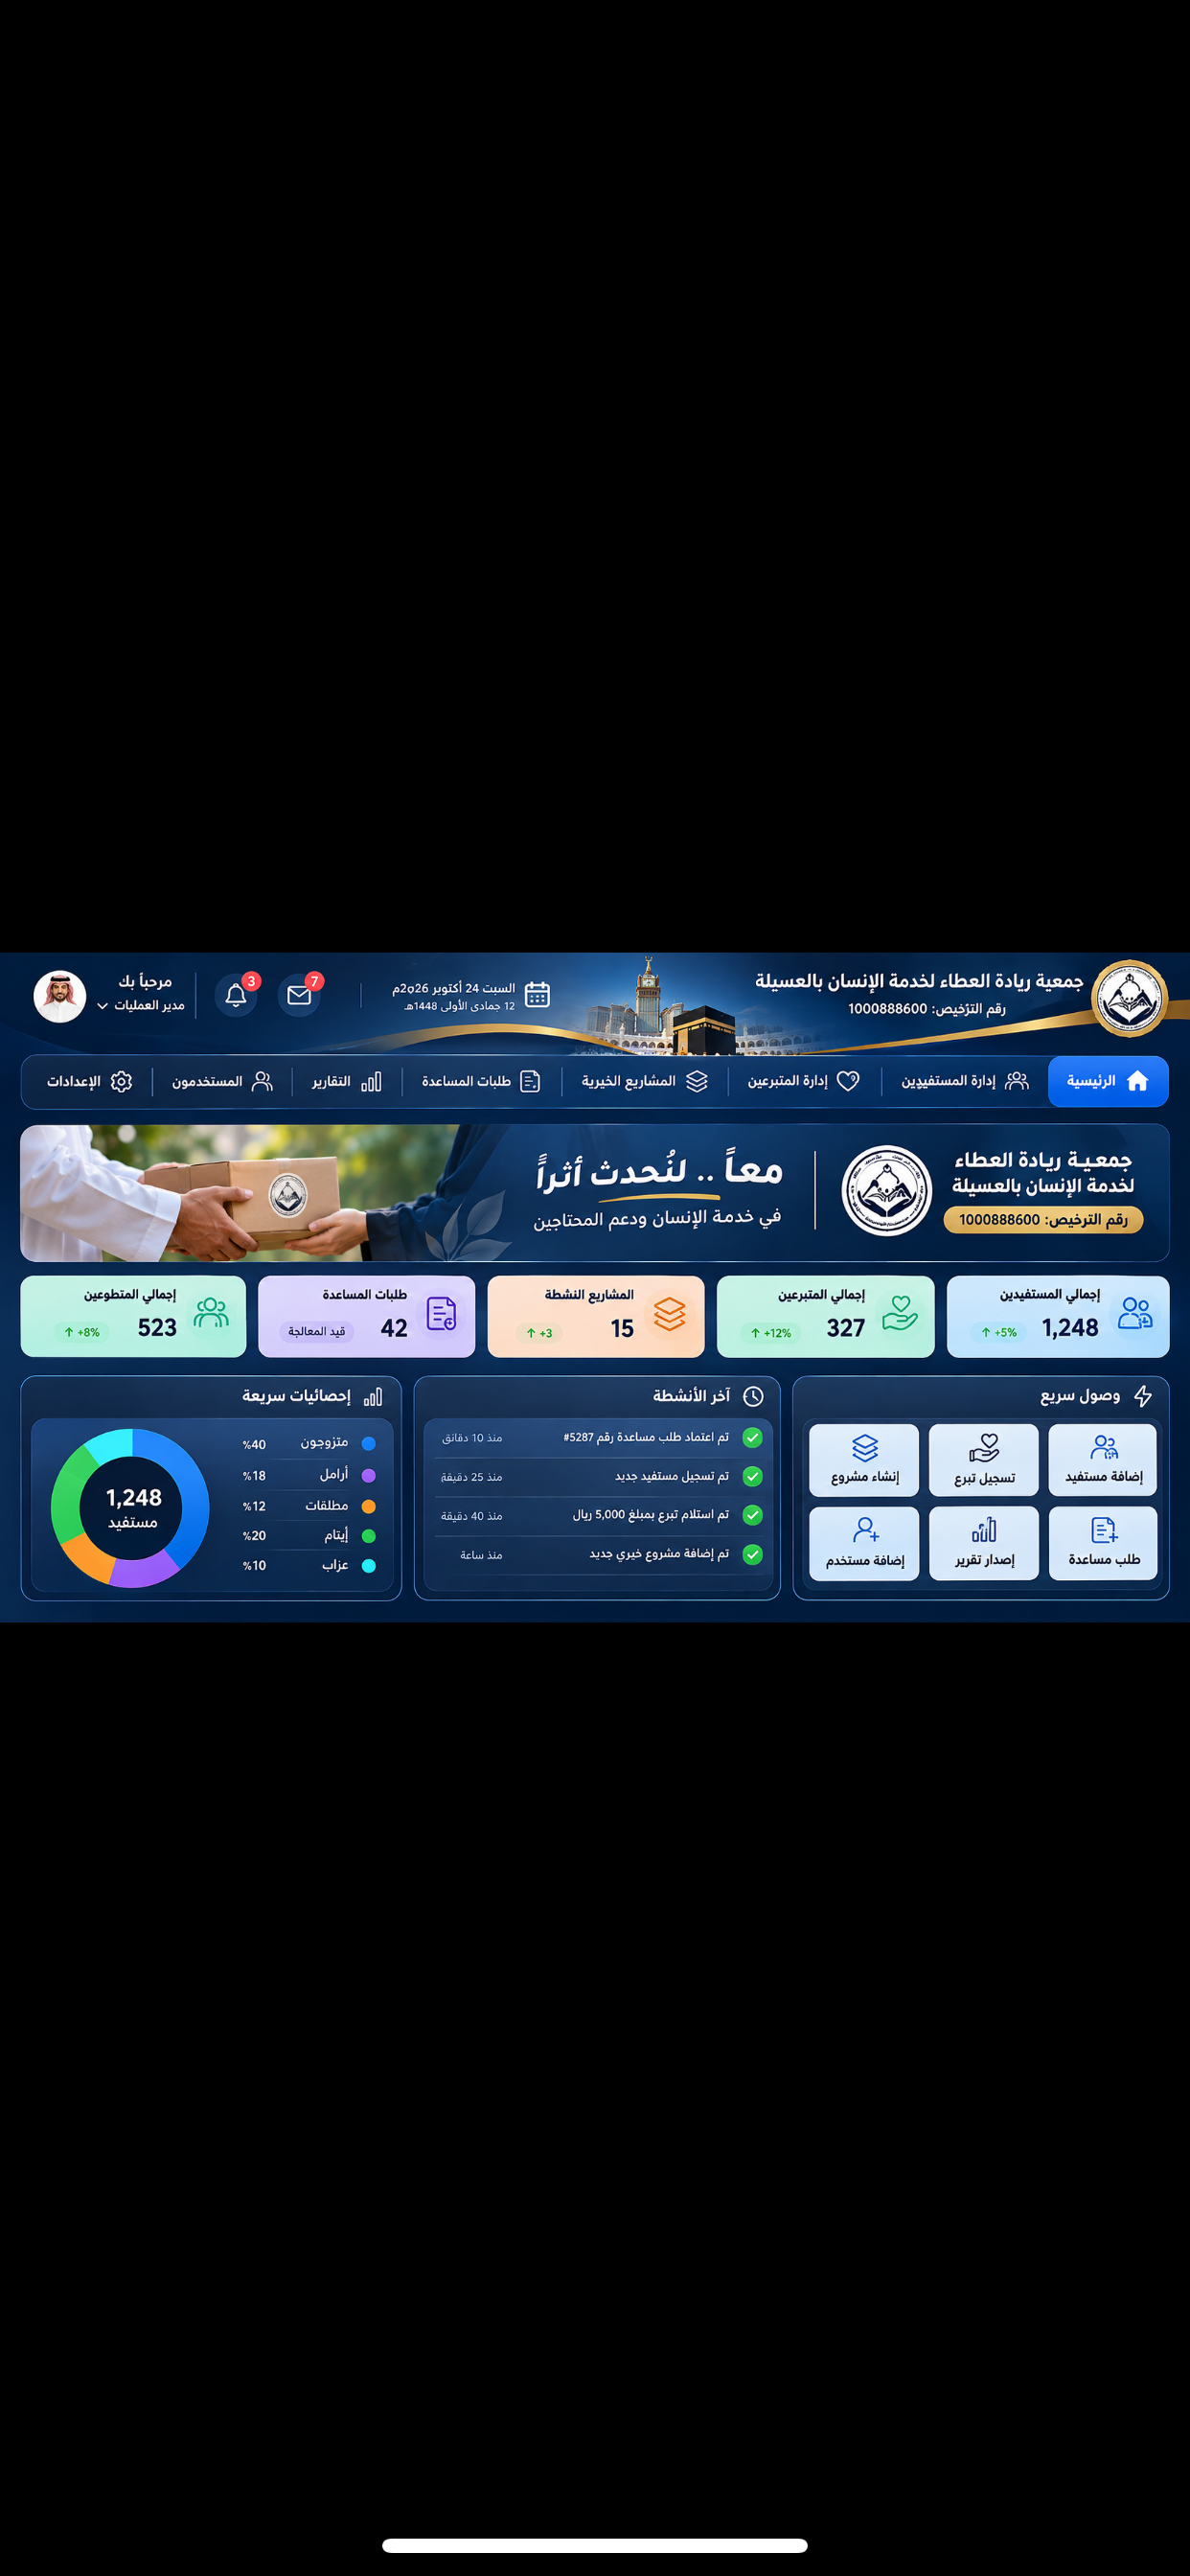 جمعية ريادة العطاء لخدمة الإنسان بالعسيلة
رقم الترخيص: 1000888600
السبت 24 أكتوبر 2026م
12 جمادى الأولى 1448هـ
7
3
مرحباً بك
مدير العمليات
الرئيسية
إدارة المستفيدين
إدارة المتبرعين
المشاريع الخيرية
طلبات المساعدة
التقارير
المستخدمون
الإعدادات
جمعية ريادة العطاء
لخدمة الإنسان بالعسيلة
رقم الترخيص: 1000888600
معاً .. لنُحدث أثراً
في خدمة الإنسان ودعم المحتاجين
إجمالي المستفيدين
1,248
+5% ↑
إجمالي المتبرعين
327
+12% ↑
المشاريع النشطة
15
+3 ↑
طلبات المساعدة
42
قيد المعالجة
إجمالي المتطوعين
523
+8% ↑
وصول سريع
إضافة مستفيد
تسجيل تبرع
إنشاء مشروع
طلب مساعدة
إصدار تقرير
إضافة مستخدم
آخر الأنشطة
تم اعتماد طلب مساعدة رقم 5287#
منذ 10 دقائق
تم تسجيل مستفيد جديد
منذ 25 دقيقة
تم استلام تبرع بمبلغ 5,000 ريال
منذ 40 دقيقة
تم إضافة مشروع خيري جديد
منذ ساعة
إحصائيات سريعة
متزوجون
%40
أرامل
%18
مطلقات
%12
أيتام
%20
عزاب
%10
1,248
مستفيد